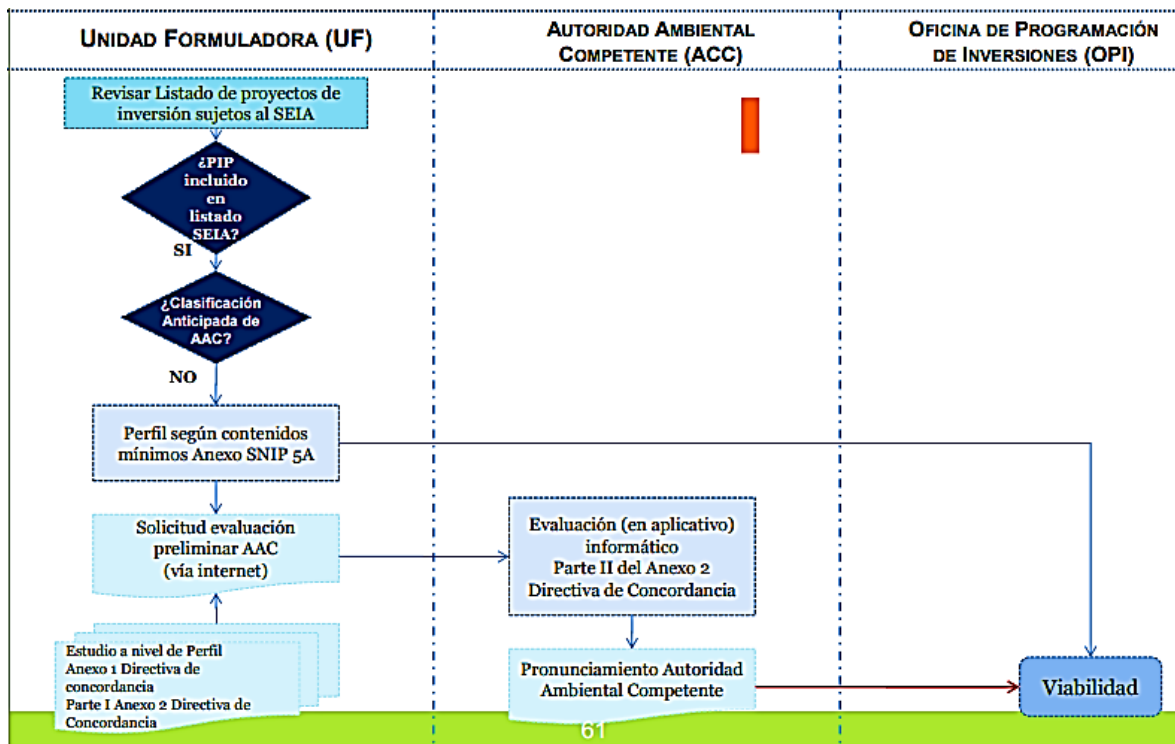 UNIDAD FORMULADORA (UF)
AUTORIDAD AMBIENTAL
COMPETENTE (ACC)
OFICINA DE PROGRAMACIÓN
DE INVERSIONES (OPI)
Revisar Listado de proyectos de
inversión sujetos al SEIA
¿PIP
incluido
en
listado
SEIA?
SI
¿Clasificación
Anticipada de
AAC?
NO
Perfil según contenidos
mínimos Anexo SNIP 5A
Solicitud evaluación
preliminar AAC
(vía internet)
Estudio a nivel de Perfil
Anexo 1 Directiva de
concordancia
Parte I Anexo 2 Directiva de
Concordancia
Evaluación (en aplicativo)
informático
Parte II del Anexo 2
Directiva de Concordancia
Pronunciamiento Autoridad
Ambiental Competente
Viabilidad
61